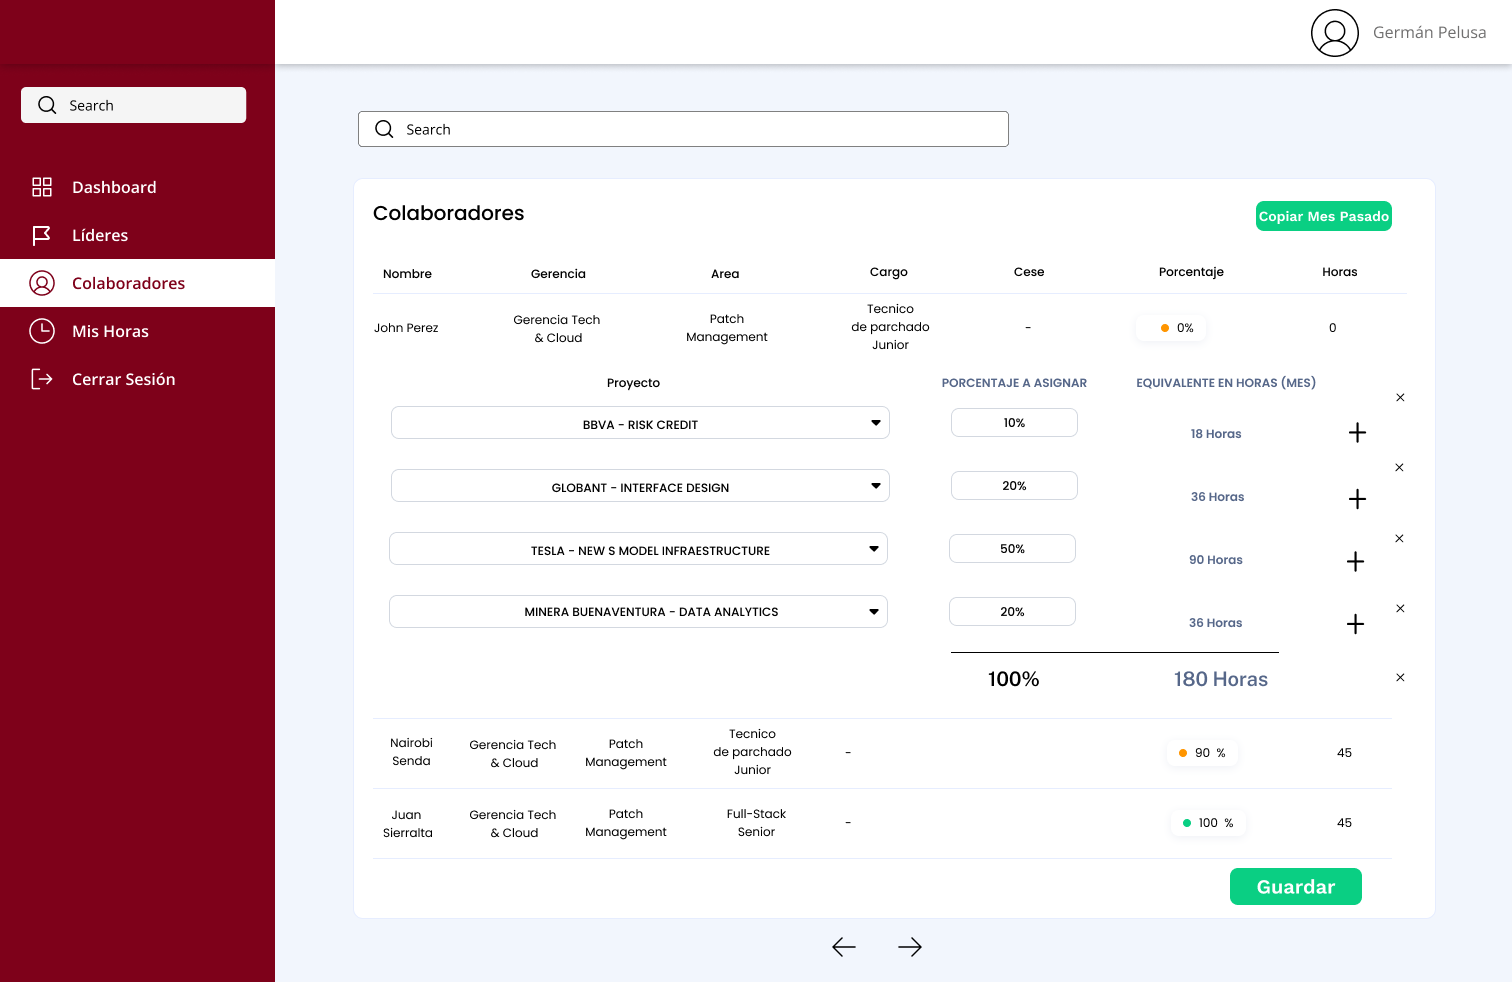 Germán Pelusa
Search
Search
Dashboard
Líderes
Colaboradores
Mis Horas
Cerrar Sesión
Colaboradores
Copiar Mes Pasado
Nombre Gerencia Area Cargo Cese Porcentaje Horas
John Perez
Gerencia Tech
& Cloud
Patch
Management
Tecnico
de parchado
Junior
-
0%
0
Proyecto PORCENTAJE A ASIGNAR EQUIVALENTE EN HORAS (MES)
BBVA - RISK CREDIT 10% 18 Horas
GLOBANT - INTERFACE DESIGN 20% 36 Horas
TESLA - NEW S MODEL INFRAESTRUCTURE 50% 90 Horas
MINERA BUENAVENTURA - DATA ANALYTICS 20% 36 Horas
100% 180 Horas
Nairobi
Senda
Gerencia Tech
& Cloud
Patch
Management
Tecnico
de parchado
Junior
-
90 %
45
Juan
Sierralta
Gerencia Tech
& Cloud
Patch
Management
Full-Stack
Senior
-
100 %
45
Guardar